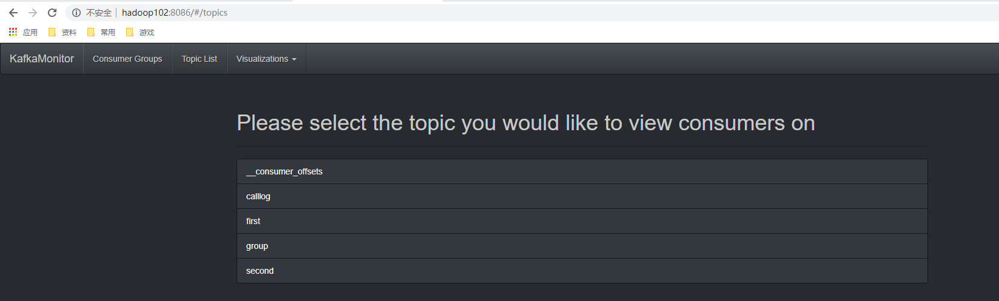 不安全 hadoop102:8086/#/topics
应用 资料 常用 游戏
KafkaMonitor Consumer Groups Topic List Visualizations
Please select the topic you would like to view consumers on
__consumer_offsets
calllog
first
group
second